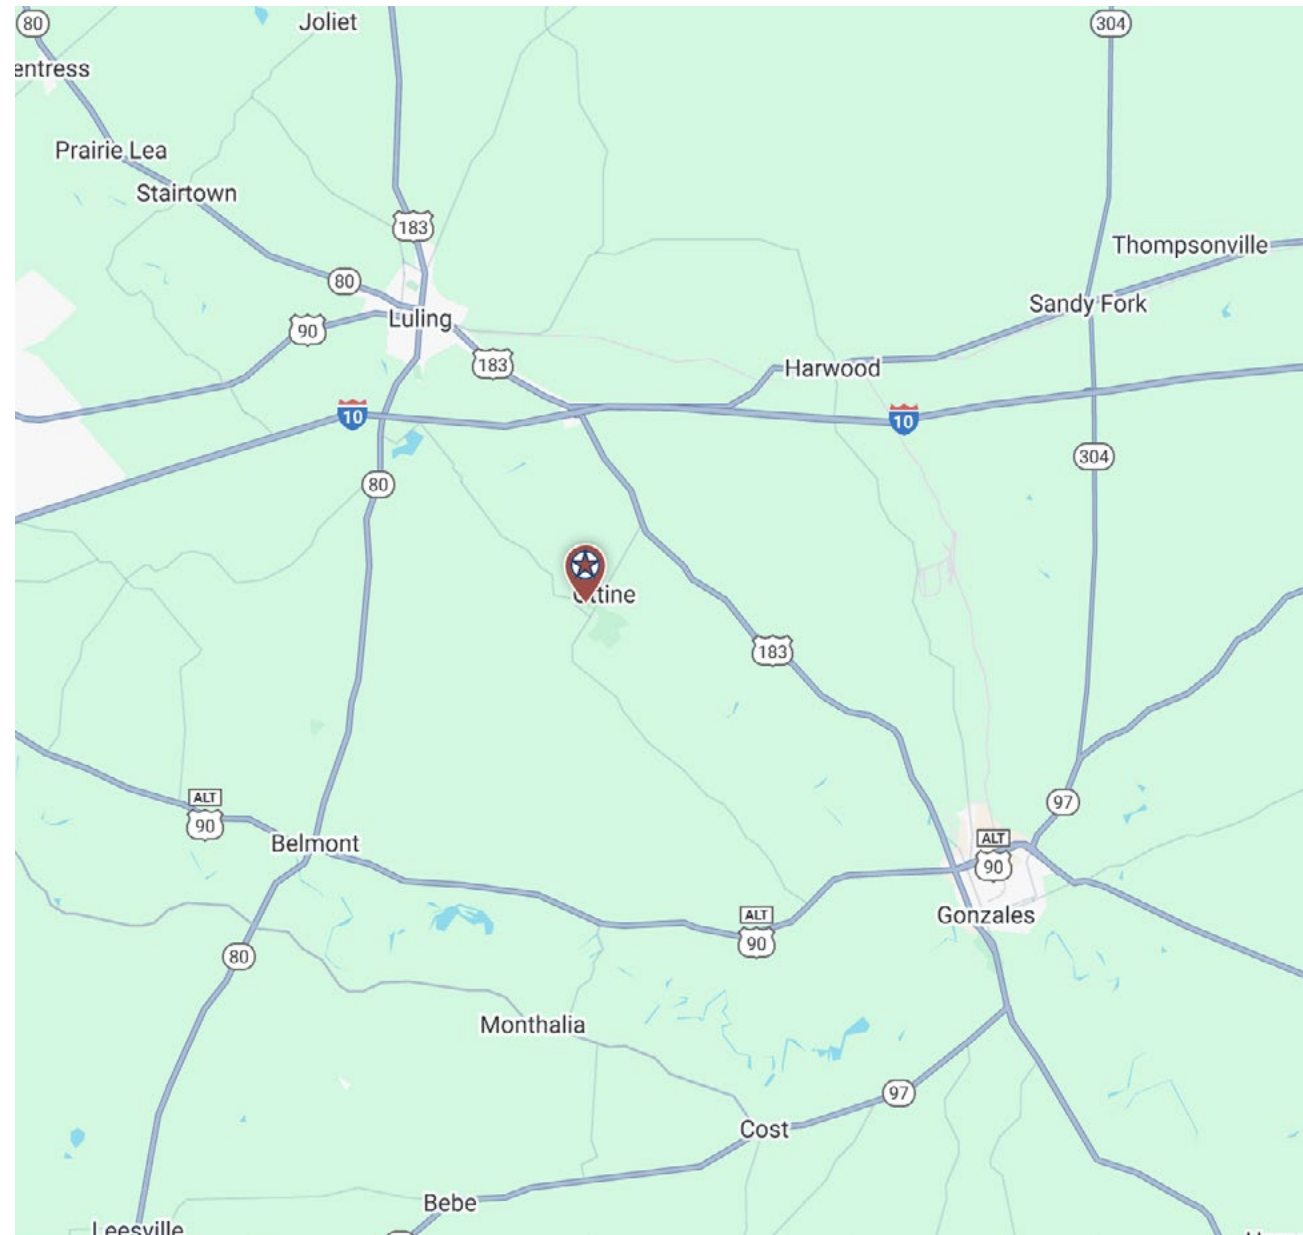 80
Joliet
304
entress
Prairie Lea
Stairtown
183
Thompsonville
80
Sandy Fork
90
Luling
183
Harwood
10
10
304
80
ttine
183
ALT
90
97
Belmont
ALT
90
Gonzales
ALT
90
80
Monthalia
97
Cost
Bebe
Leesville